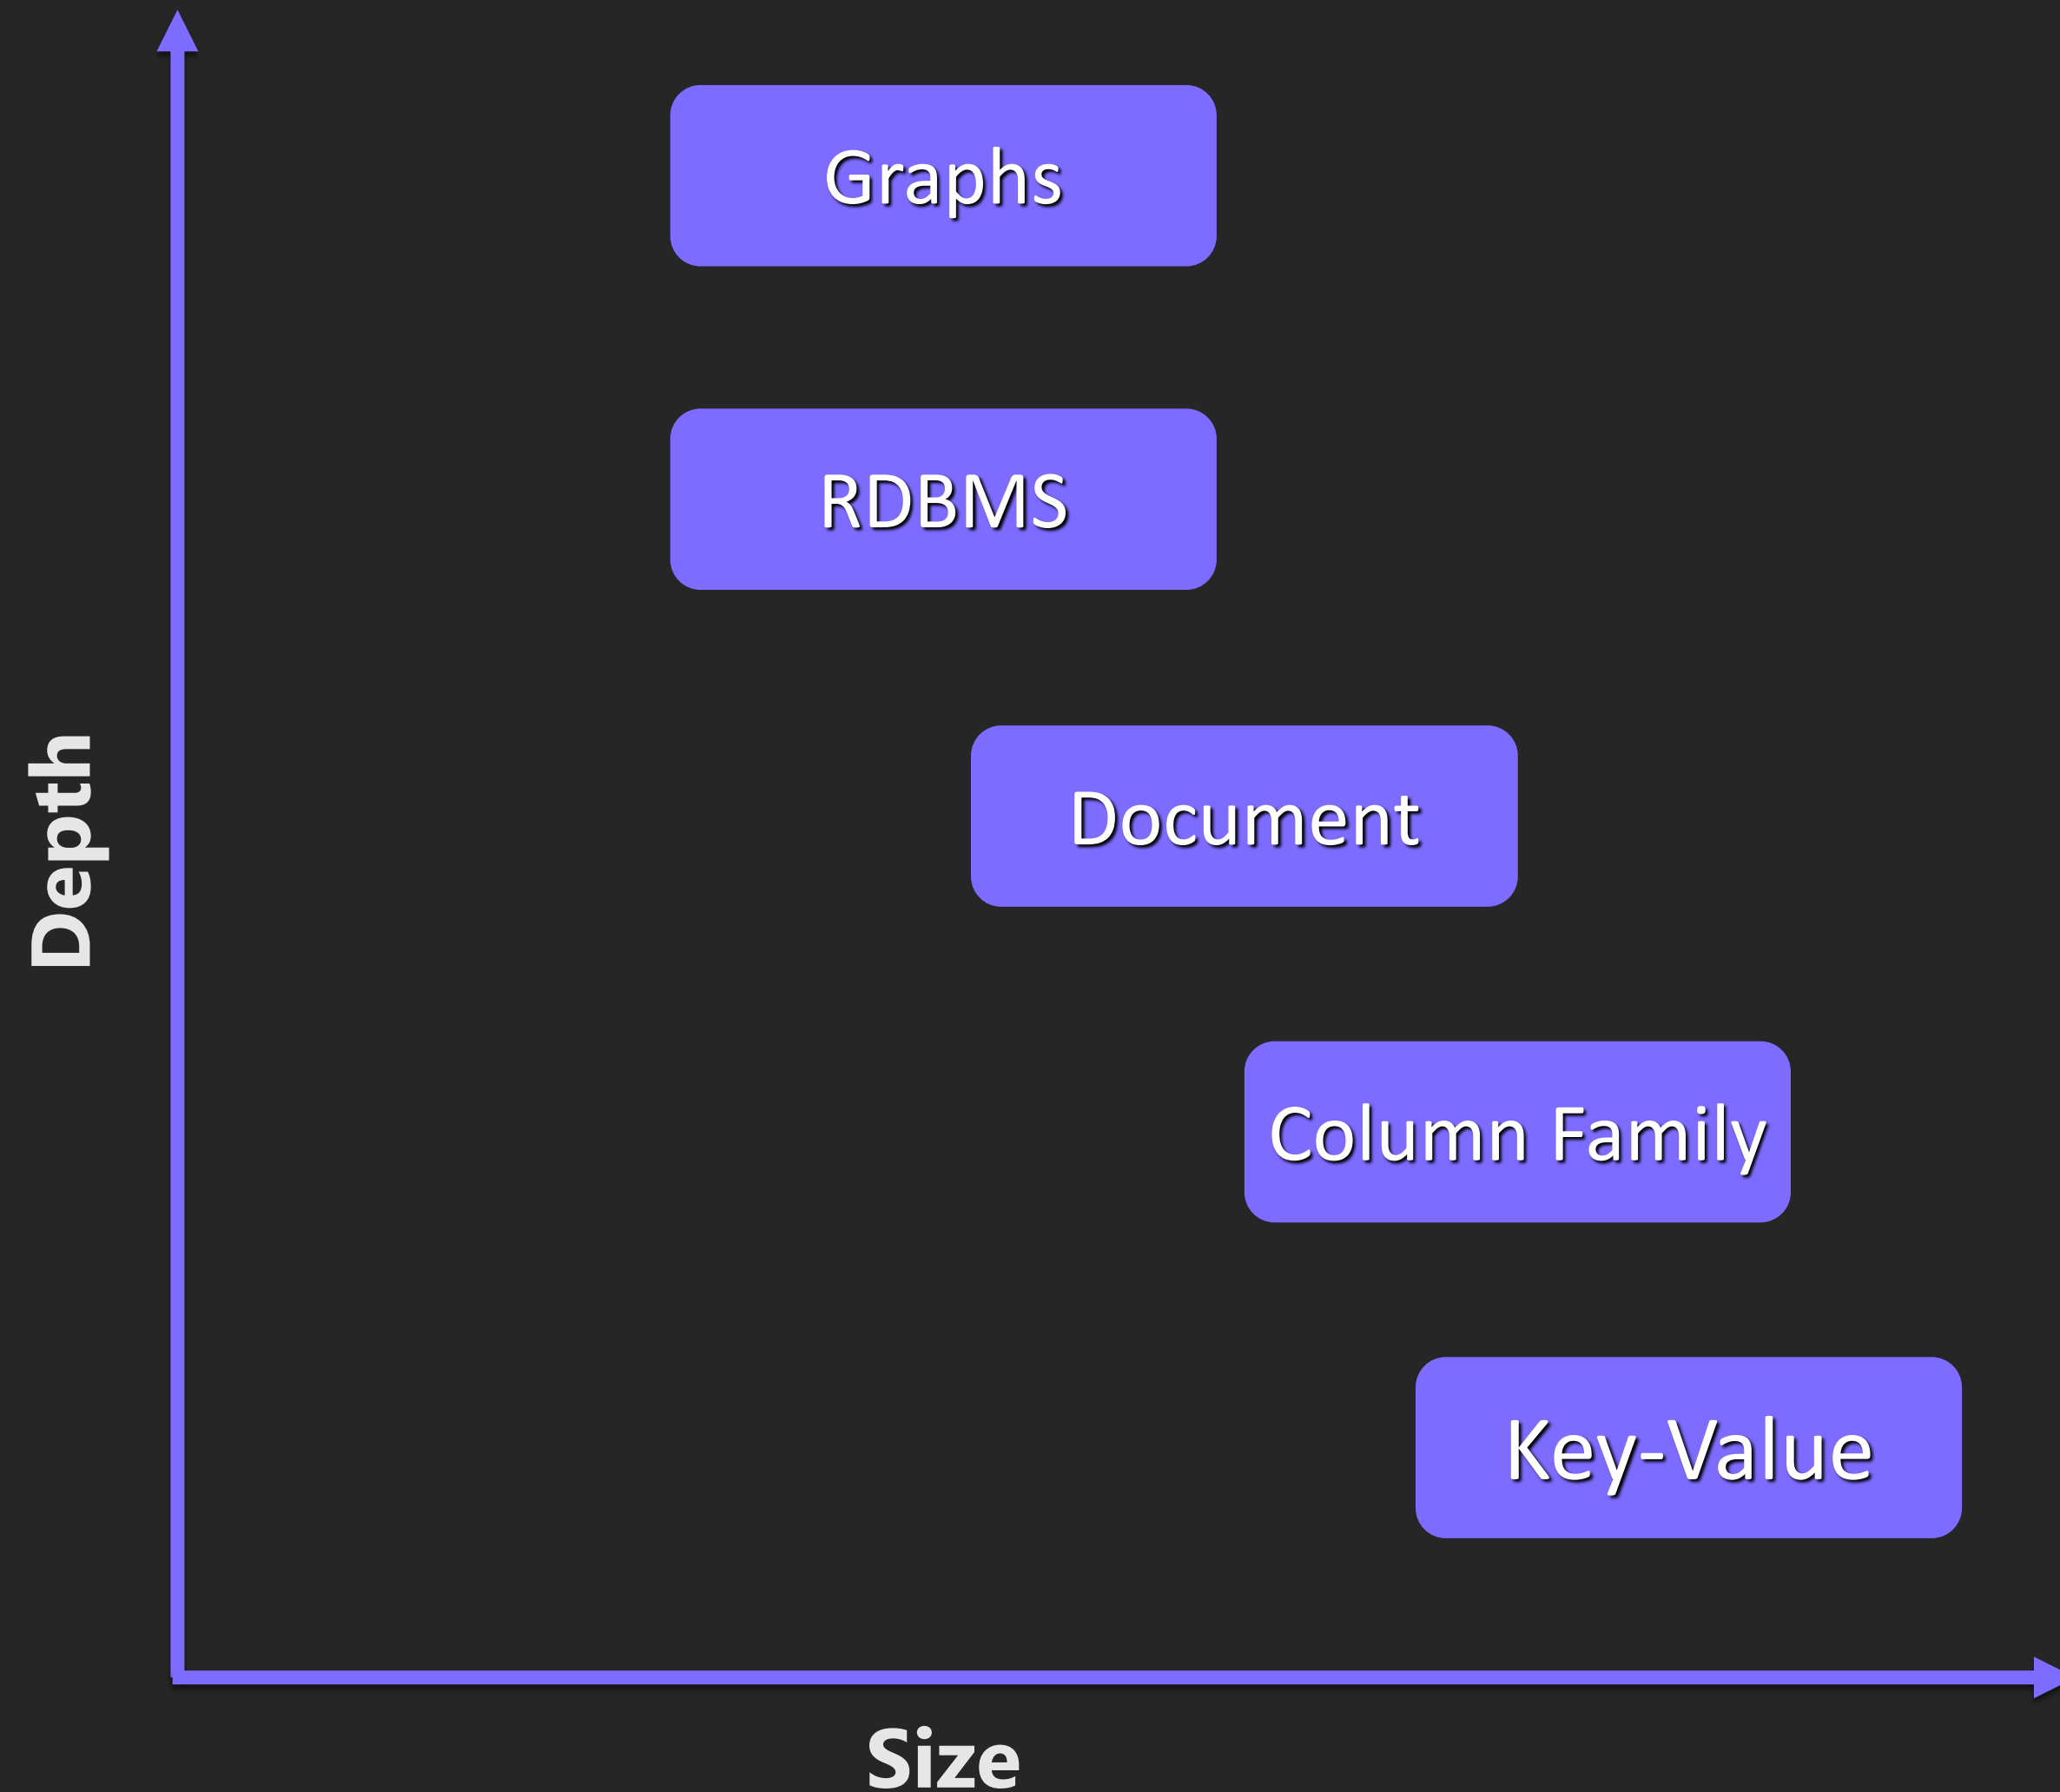 Graphs
RDBMS
Depth
Document
Column Family
Key-Value
Size